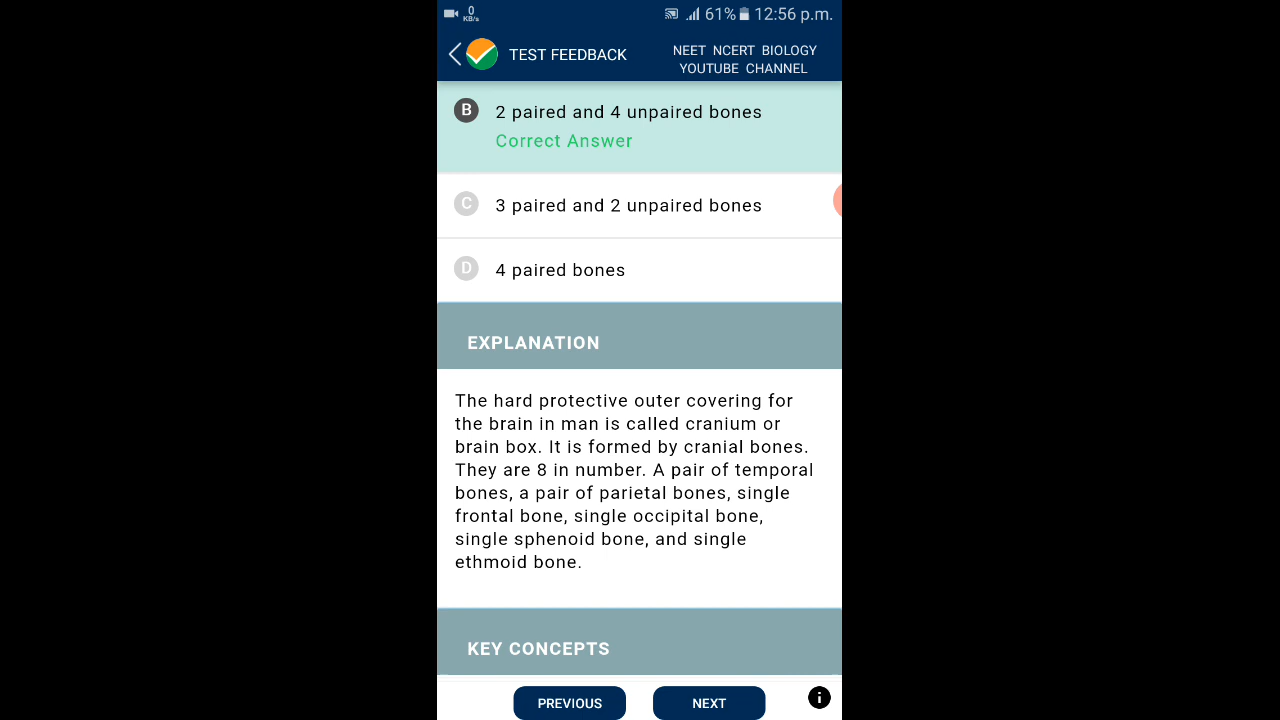 0
KB/s
61% 12:56 p.m.
TEST FEEDBACK
NEET NCERT BIOLOGY
YOUTUBE CHANNEL
B 2 paired and 4 unpaired bones
Correct Answer
C 3 paired and 2 unpaired bones
D 4 paired bones
EXPLANATION
The hard protective outer covering for
the brain in man is called cranium or
brain box. It is formed by cranial bones.
They are 8 in number. A pair of temporal
bones, a pair of parietal bones, single
frontal bone, single occipital bone,
single sphenoid bone, and single
ethmoid bone.
KEY CONCEPTS
PREVIOUS NEXT